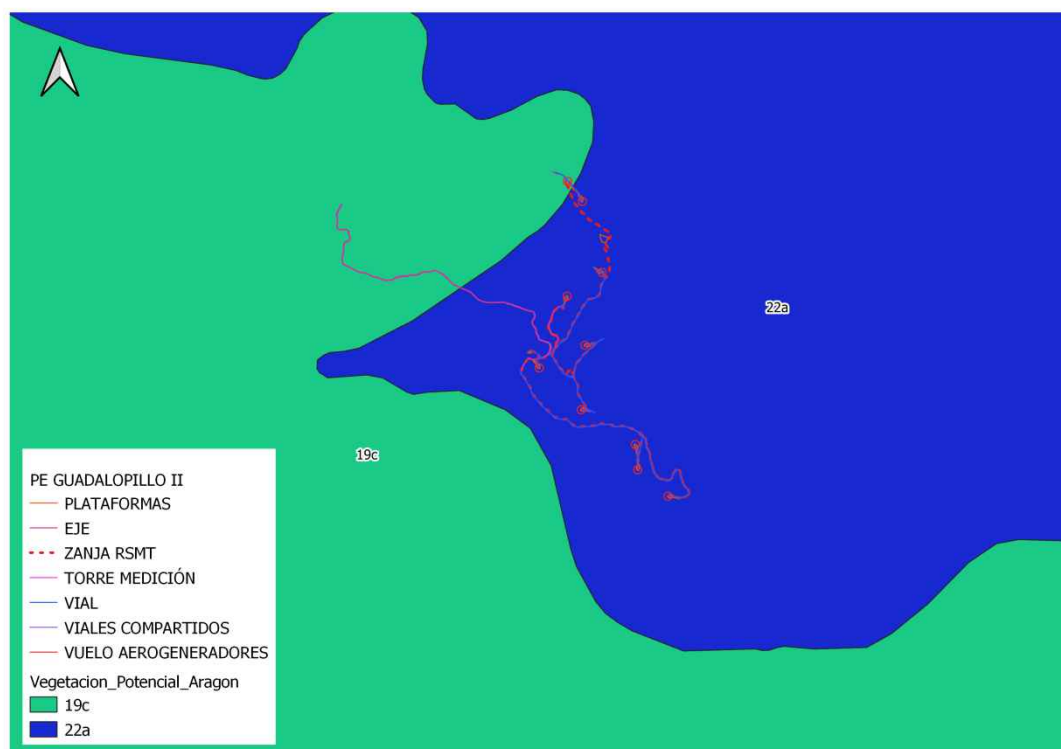 22a
19c
PE GUADALOPILLO II
PLATAFORMAS
EJE
ZANJA RSMT
TORRE MEDICIÓN
VIAL
VIALES COMPARTIDOS
VUELO AEROGENERADORES
Vegetacion_Potencial_Aragon
19c
22a